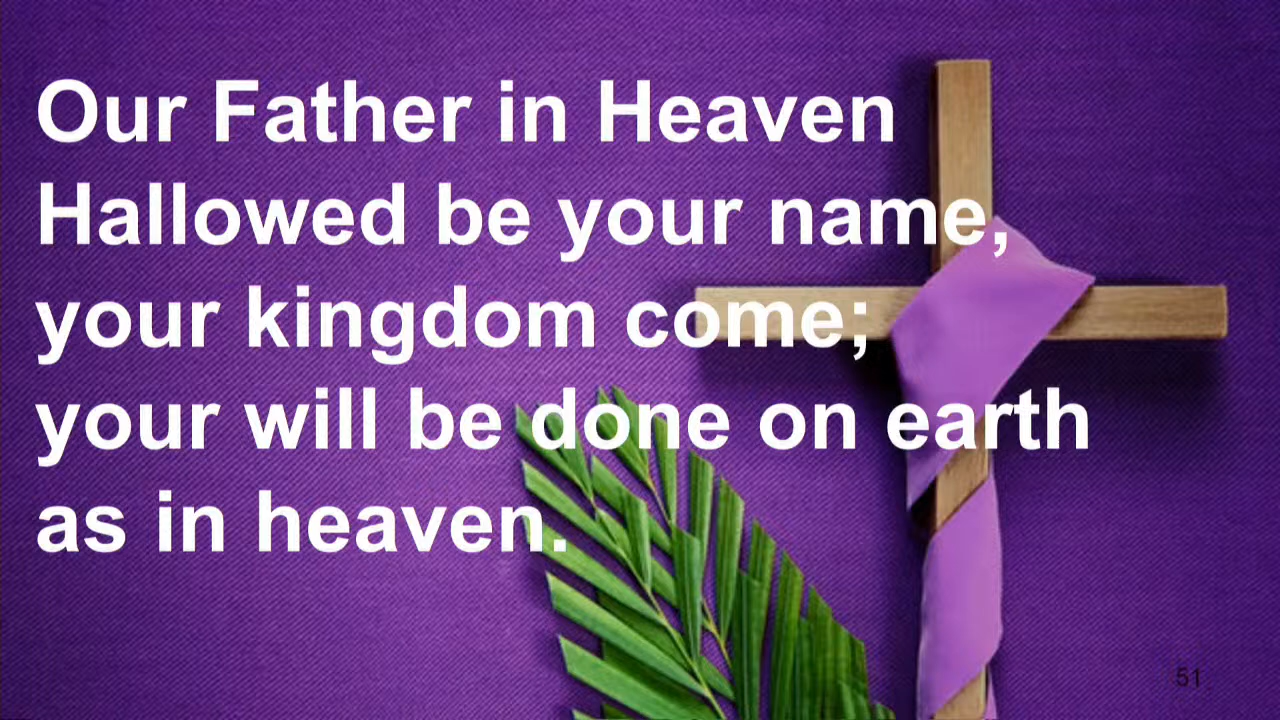 Our Father in Heaven
Hallowed be your name,
your kingdom come;
your will be done on earth
as in heaven.
51